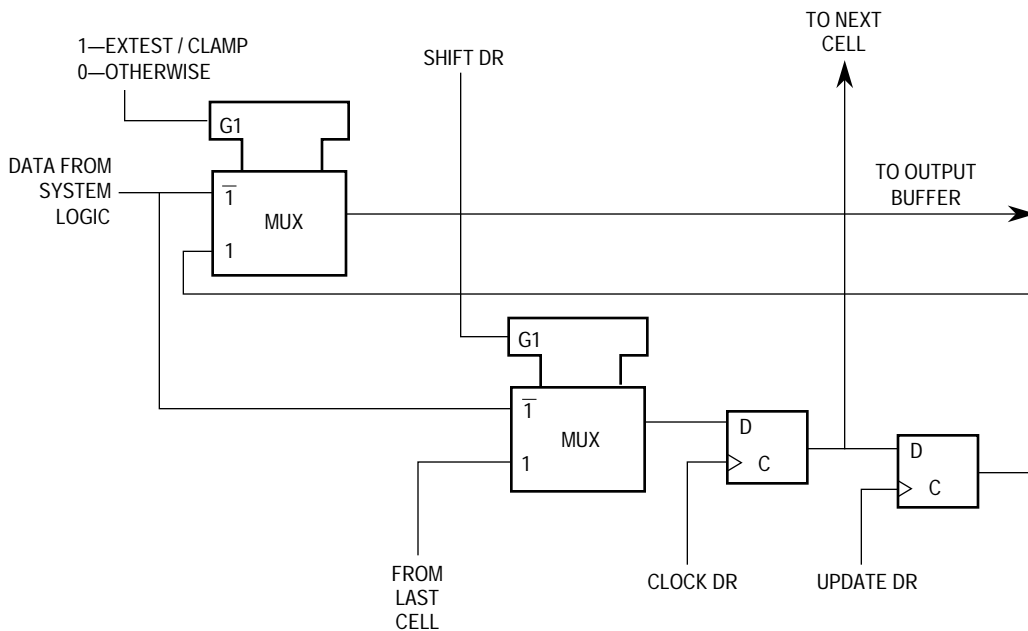 1—EXTEST / CLAMP
0—OTHERWISE
SHIFT DR
TO NEXT
CELL
G1
DATA FROM
SYSTEM
LOGIC
1̅
MUX
1
TO OUTPUT
BUFFER
G1
1̅
MUX
1
D
C
D
C
FROM
LAST
CELL
CLOCK DR
UPDATE DR